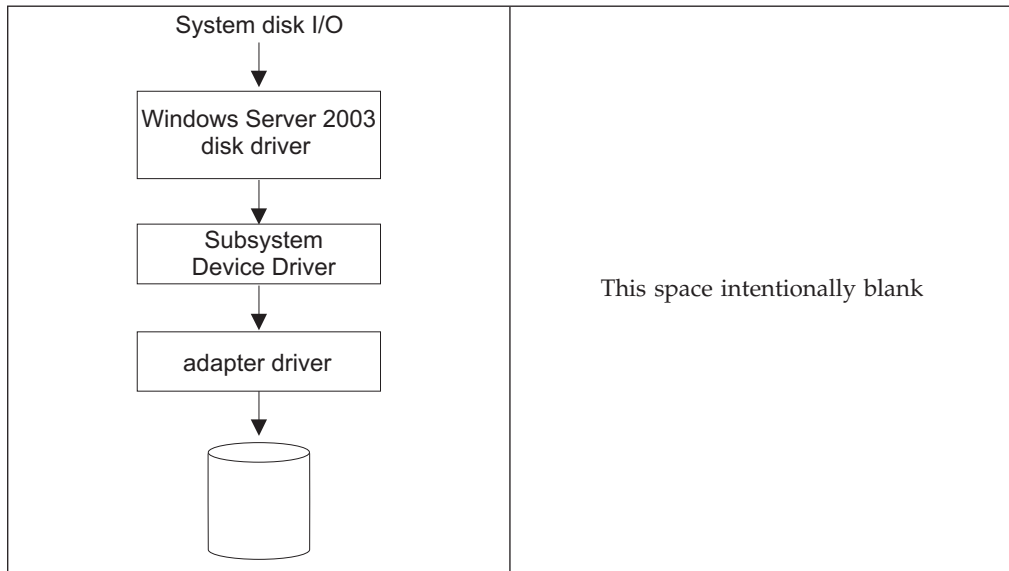 System disk I/O
Windows Server 2003
disk driver
Subsystem
Device Driver
adapter driver
This space intentionally blank